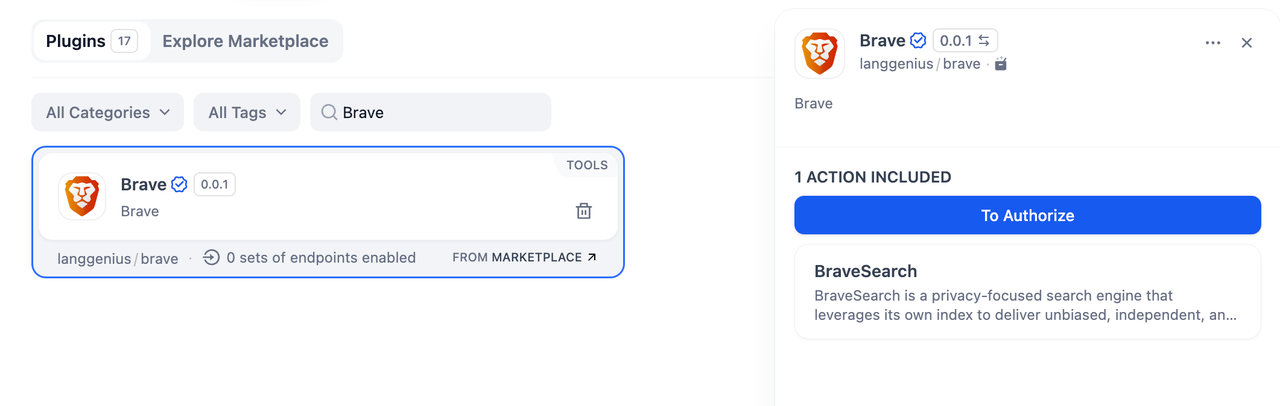 Plugins 17 Explore Marketplace
All Categories All Tags Brave
TOOLS
Brave 0.0.1
Brave
langgenius / brave · 0 sets of endpoints enabled FROM MARKETPLACE
Brave 0.0.1
langgenius / brave ·
Brave
1 ACTION INCLUDED
To Authorize
BraveSearch
BraveSearch is a privacy-focused search engine that
leverages its own index to deliver unbiased, independent, an...